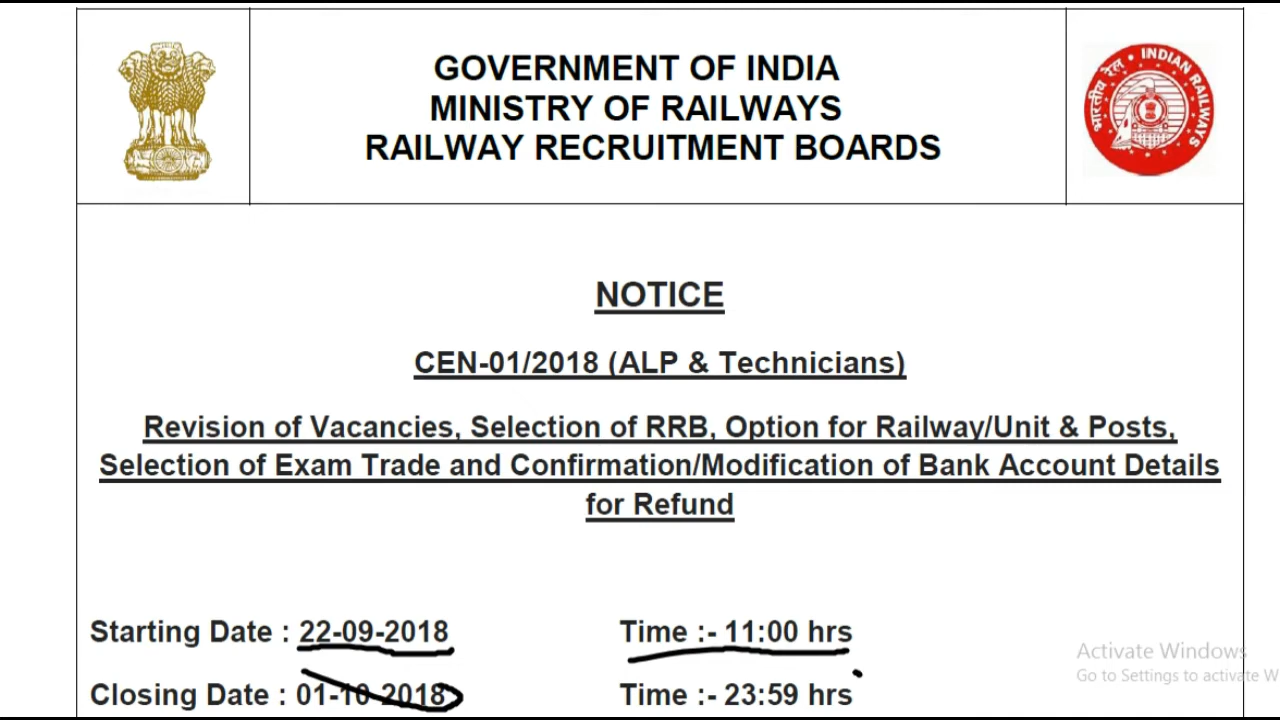 GOVERNMENT OF INDIA
MINISTRY OF RAILWAYS
RAILWAY RECRUITMENT BOARDS
भारतीय रेल • INDIAN RAILWAYS
NOTICE
CEN-01/2018 (ALP & Technicians)
Revision of Vacancies, Selection of RRB, Option for Railway/Unit & Posts,
Selection of Exam Trade and Confirmation/Modification of Bank Account Details
for Refund
Starting Date : 22-09-2018 Time :- 11:00 hrs
Closing Date : 01-10-2018 Time :- 23:59 hrs
Activate Windows
Go to Settings to activate W